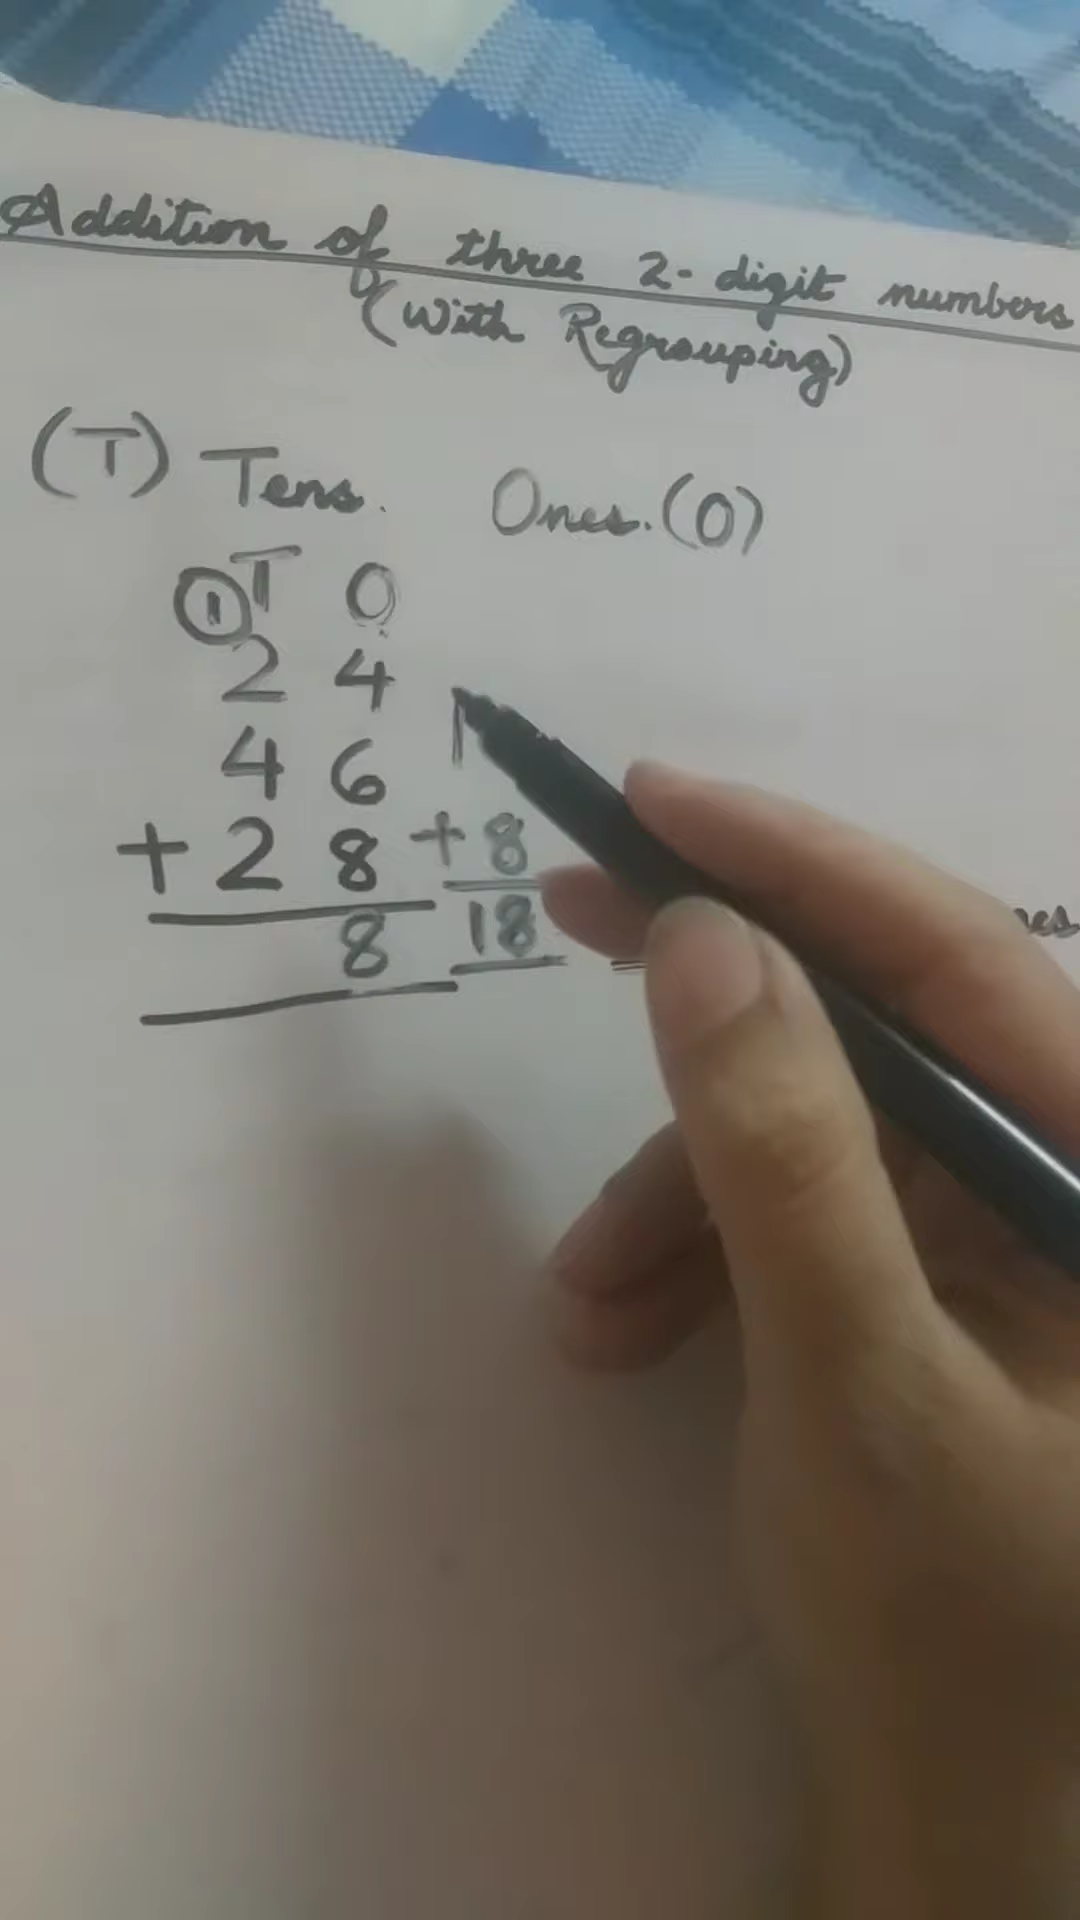 Addition of three 2-digit numbers
(With Regrouping)
(T) Tens. Ones. (O)
1 T O
2 4
4 6 1
+ 2 8 + 8
8 18